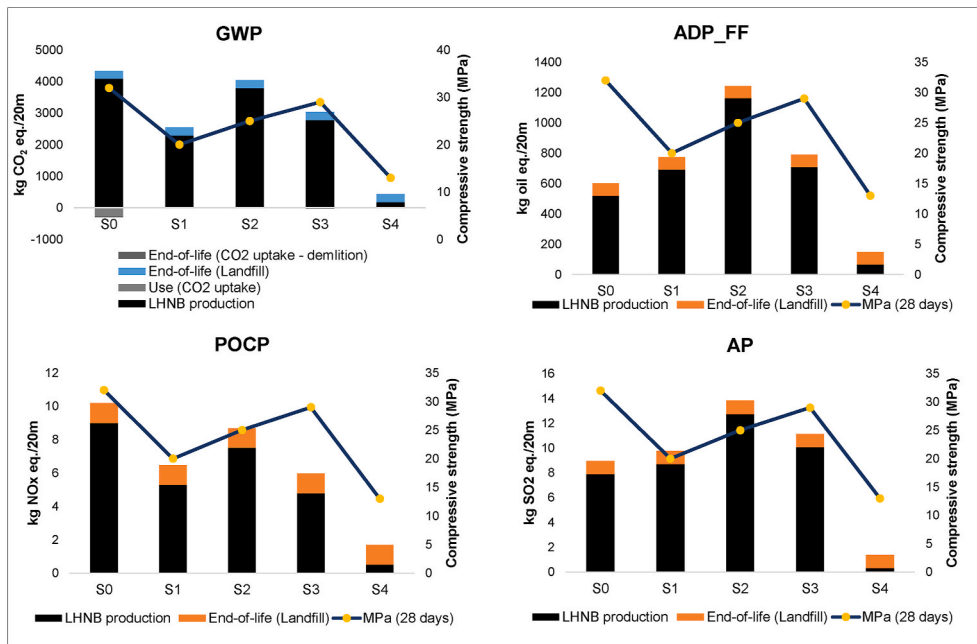 GWP
kg CO2 eq./20m
5000
4000
3000
2000
1000
0
-1000
40
30
20
10
0
Compressive strength (MPa)
S0 S1 S2 S3 S4
End-of-life (CO2 uptake - demlition)
End-of-life (Landfill)
Use (CO2 uptake)
LHNB production
ADP_FF
kg oil eq./20m
1400
1200
1000
800
600
400
200
0
35
30
25
20
15
10
5
0
Compressive strength (MPa)
S0 S1 S2 S3 S4
LHNB production End-of-life (Landfill) MPa (28 days)
POCP
kg NOx eq./20m
12
10
8
6
4
2
0
35
30
25
20
15
10
5
0
Compressive strength (MPa)
S0 S1 S2 S3 S4
LHNB production End-of-life (Landfill) MPa (28 days)
AP
kg SO2 eq./20m
16
14
12
10
8
6
4
2
0
35
30
25
20
15
10
5
0
Compressive strength (MPa)
S0 S1 S2 S3 S4
LHNB production End-of-life (Landfill) MPa (28 days)